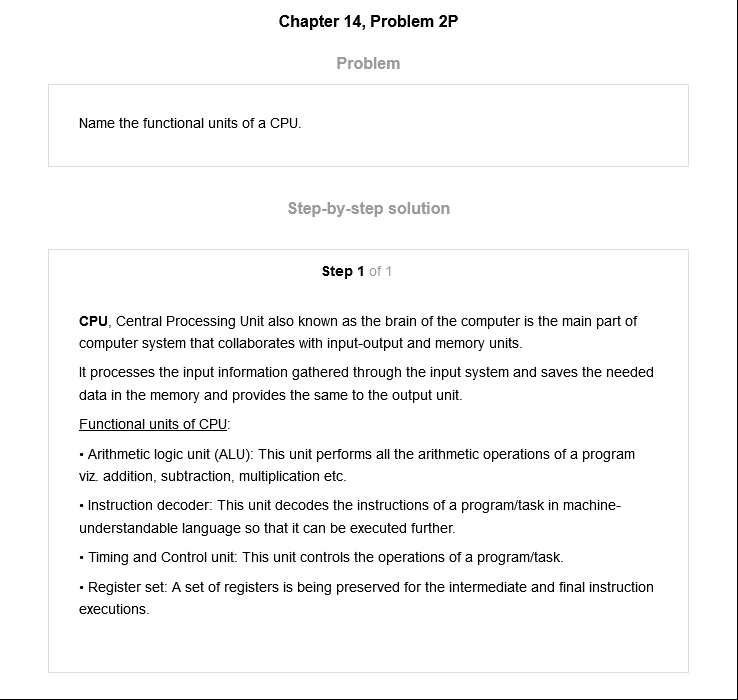 Chapter 14, Problem 2P
Problem
Name the functional units of a CPU.
Step-by-step solution
Step 1 of 1
CPU, Central Processing Unit also known as the brain of the computer is the main part of
computer system that collaborates with input-output and memory units.
It processes the input information gathered through the input system and saves the needed
data in the memory and provides the same to the output unit.
Functional units of CPU:
• Arithmetic logic unit (ALU): This unit performs all the arithmetic operations of a program
viz. addition, subtraction, multiplication etc.
• Instruction decoder: This unit decodes the instructions of a program/task in machine-
understandable language so that it can be executed further.
• Timing and Control unit: This unit controls the operations of a program/task.
• Register set: A set of registers is being preserved for the intermediate and final instruction
executions.